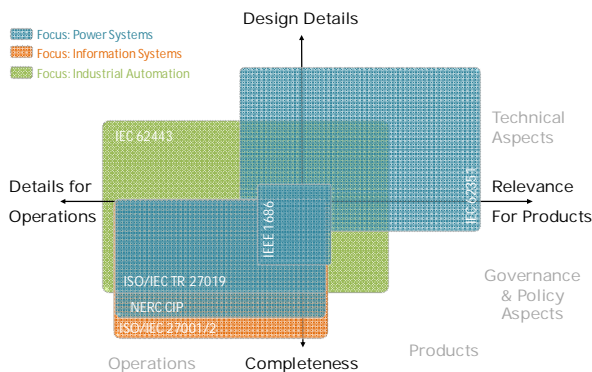 Design Details
Focus: Power Systems
Focus: Information Systems
Focus: Industrial Automation
IEC 62443
Technical
Aspects
Details for
Operations
IEC 62351
Relevance
For Products
IEEE 1686
ISO/IEC TR 27019
NERC CIP
ISO/IEC 27001/2
Governance
& Policy
Aspects
Operations
Completeness
Products